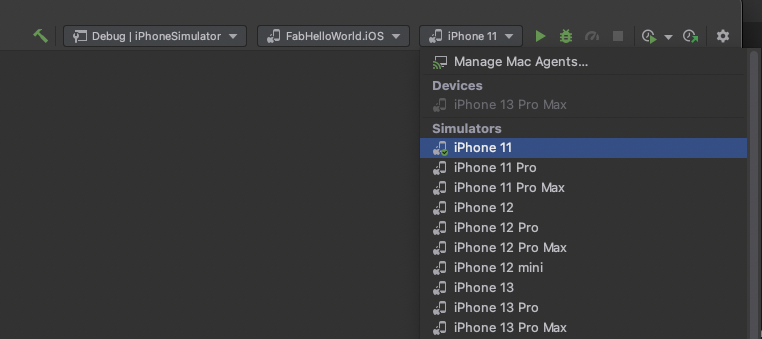 Debug | iPhoneSimulator FabHelloWorld.iOS iPhone 11
Manage Mac Agents...
Devices
iPhone 13 Pro Max
Simulators
iPhone 11
iPhone 11 Pro
iPhone 11 Pro Max
iPhone 12
iPhone 12 Pro
iPhone 12 Pro Max
iPhone 12 mini
iPhone 13
iPhone 13 Pro
iPhone 13 Pro Max